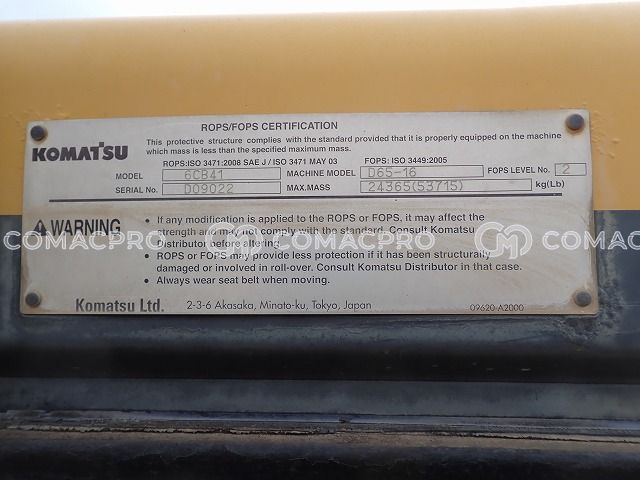 ROPS/FOPS CERTIFICATION
This protective structure complies with the standard provided that it is properly equipped on the machine
which mass is less than the specified maximum mass.
KOMATSU
ROPS:ISO 3471:2008 SAE J / ISO 3471 MAY 03 FOPS: ISO 3449:2005
MODEL 6CB41 MACHINE MODEL D65-16 FOPS LEVEL No. 2
SERIAL No. D09022 MAX.MASS 24365(53715) kg(Lb)
WARNING
• If any modification is applied to the ROPS or FOPS, it may affect the
strength and may not comply with the standard. Consult Komatsu
Distributor before altering.
• ROPS or FOPS may provide less protection if it has been structurally
damaged or involved in roll-over. Consult Komatsu Distributor in that case.
• Always wear seat belt when moving.
Komatsu Ltd. 2-3-6 Akasaka, Minato-ku, Tokyo, Japan 09620-A2000
COMACPRO COMACPRO COMACPRO